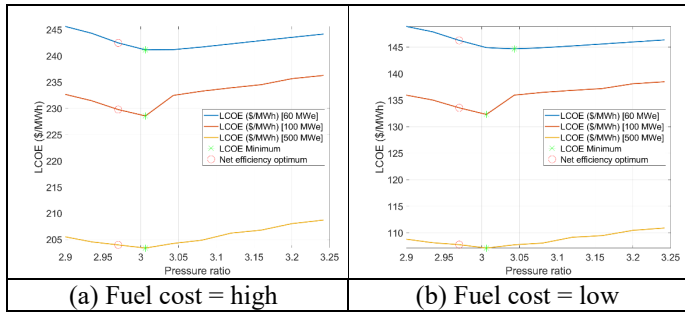 245
240
235
230
225
220
215
210
205
LCOE ($/MWh)
LCOE ($/MWh) [60 MWe]
LCOE ($/MWh) [100 MWe]
LCOE ($/MWh) [500 MWe]
LCOE Minimum
Net efficiency optimum
2.9 2.95 3 3.05 3.1 3.15 3.2 3.25
Pressure ratio
(a) Fuel cost = high
145
140
135
130
125
120
115
110
LCOE ($/MWh)
LCOE ($/MWh) [60 MWe]
LCOE ($/MWh) [100 MWe]
LCOE ($/MWh) [500 MWe]
LCOE Minimum
Net efficiency optimum
2.9 2.95 3 3.05 3.1 3.15 3.2 3.25
Pressure ratio
(b) Fuel cost = low